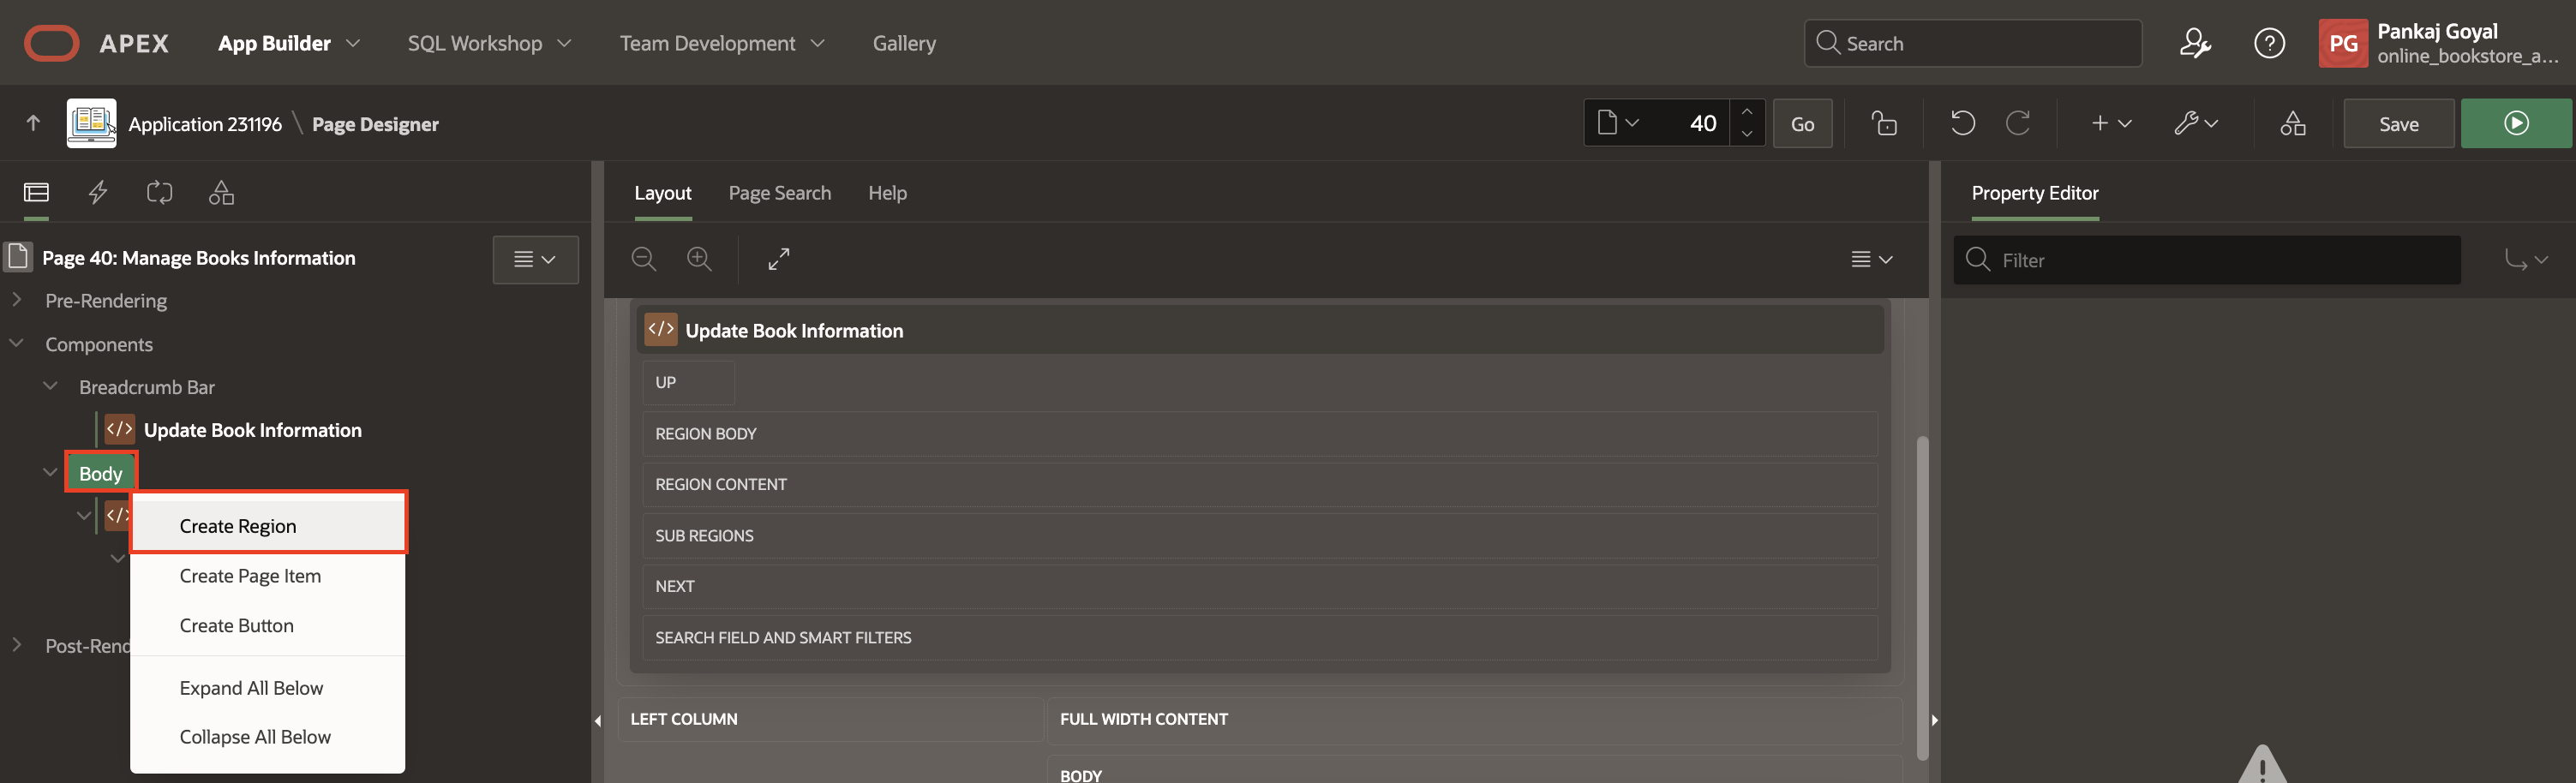 APEX App Builder SQL Workshop Team Development Gallery Search PG Pankaj Goyal
online_bookstore_a...
Application 231196 \ Page Designer 40 Go Save
Layout Page Search Help Property Editor
Page 40: Manage Books Information
Filter
Pre-Rendering
Components
Breadcrumb Bar
Update Book Information
Body
Create Region
Create Page Item
Create Button
Post-Rend
Expand All Below
Collapse All Below
Update Book Information
UP
REGION BODY
REGION CONTENT
SUB REGIONS
NEXT
SEARCH FIELD AND SMART FILTERS
LEFT COLUMN FULL WIDTH CONTENT
BODY